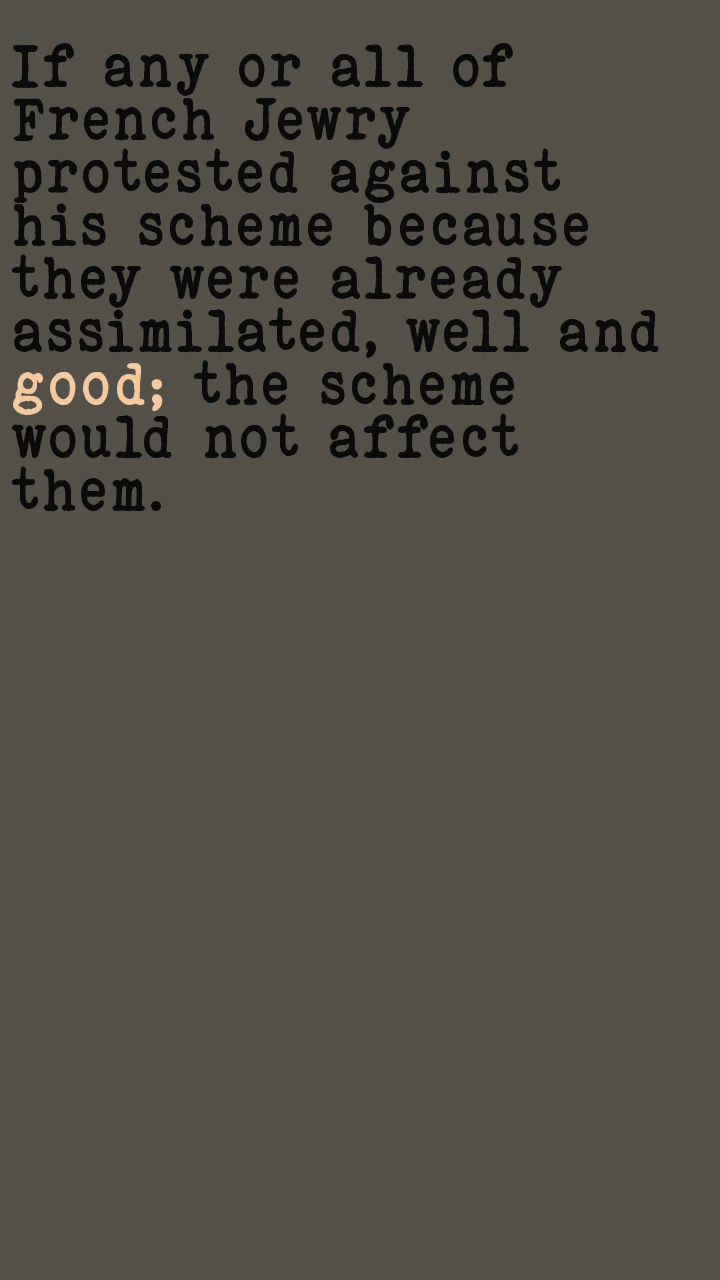 If any or all of
French Jewry
protested against
his scheme because
they were already
assimilated, well and
good; the scheme
would not affect
them.